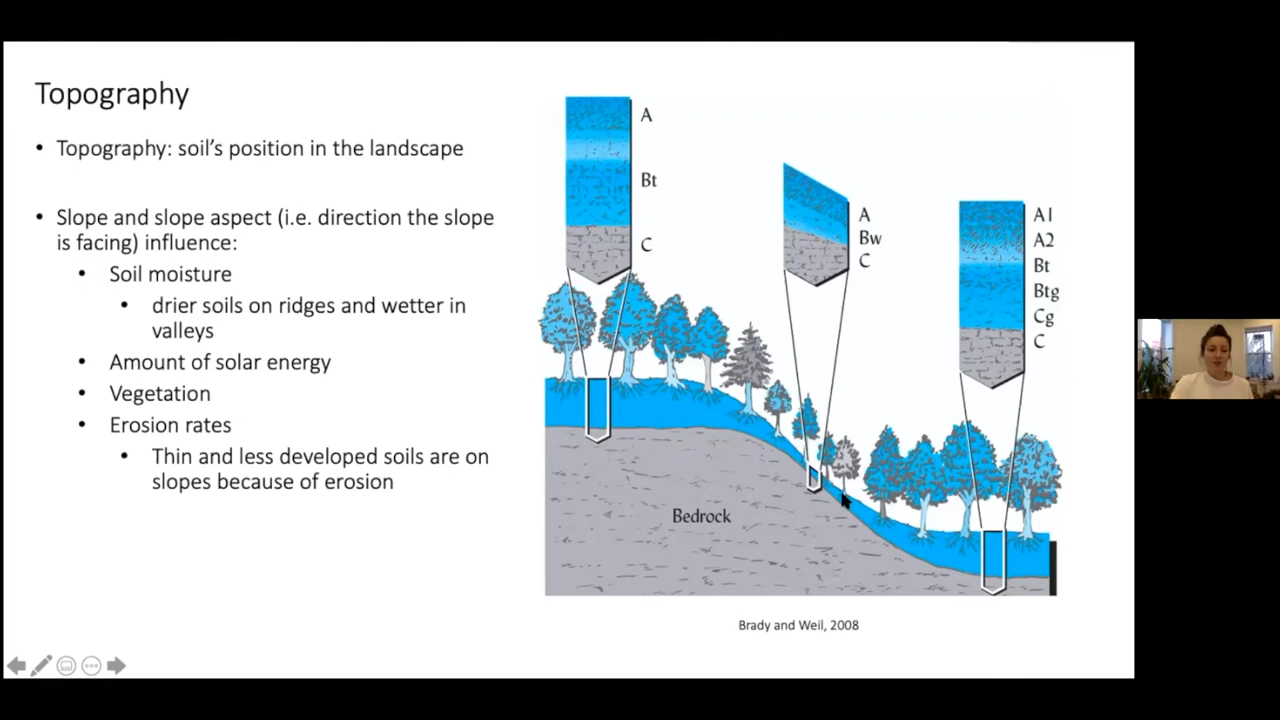 Topography
• Topography: soil's position in the landscape
• Slope and slope aspect (i.e. direction the slope
is facing) influence:
• Soil moisture
• drier soils on ridges and wetter in
valleys
• Amount of solar energy
• Vegetation
• Erosion rates
• Thin and less developed soils are on
slopes because of erosion
A
Bt
C
A
Bw
C
A1
A2
Bt
Btg
Cg
C
Bedrock
Brady and Weil, 2008